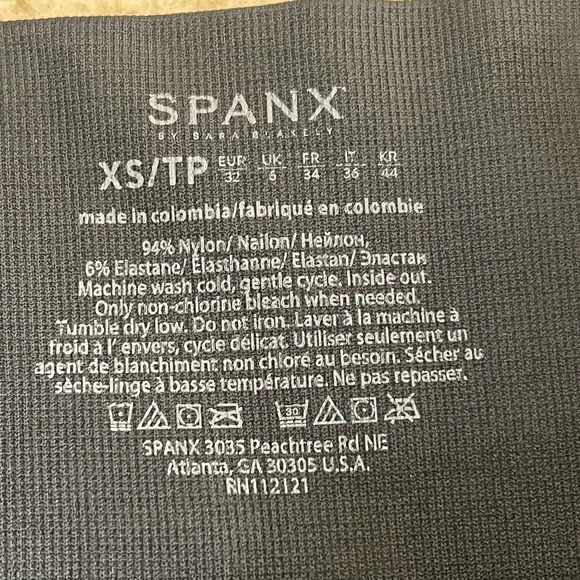 SPANX
BY SARA BLAKELY
XS/TP EUR 32 UK 6 FR 34 IT 36 KR 44
made in colombia/fabriqué en colombie
94% Nylon/ Nailon/ Нейлон,
6% Elastane/ Élasthanne/ Elastan/ Эластан
Machine wash cold, gentle cycle. Inside out.
Only non-chlorine bleach when needed.
Tumble dry low. Do not iron. Laver à la machine à
froid à l' envers, cycle délicat. Utiliser seulement un
agent de blanchiment non chloré au besoin. Sécher au
sèche-linge à basse température. Ne pas repasser.
30
SPANX 3035 Peachtree Rd NE
Atlanta, GA 30305 U.S.A.
RN112121